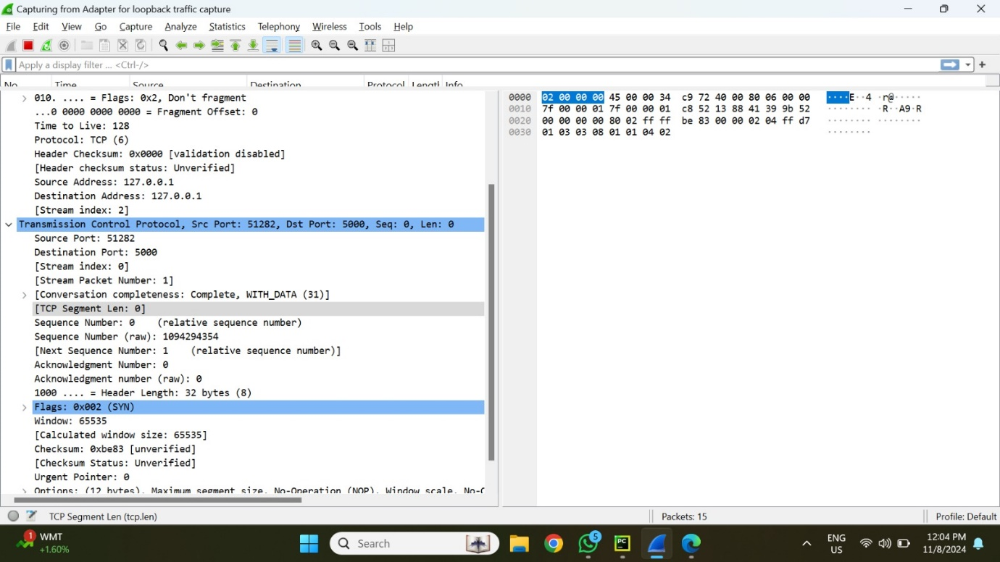 Capturing from Adapter for loopback traffic capture
File Edit View Go Capture Analyze Statistics Telephony Wireless Tools Help
Apply a display filter ... <Ctrl-/>
No. Time Source Destination Protocol Length Info
010. .... = Flags: 0x2, Don't fragment
...0 0000 0000 0000 = Fragment Offset: 0
Time to Live: 128
Protocol: TCP (6)
Header Checksum: 0x0000 [validation disabled]
[Header checksum status: Unverified]
Source Address: 127.0.0.1
Destination Address: 127.0.0.1
[Stream index: 2]
Transmission Control Protocol, Src Port: 51282, Dst Port: 5000, Seq: 0, Len: 0
Source Port: 51282
Destination Port: 5000
[Stream index: 0]
[Stream Packet Number: 1]
[Conversation completeness: Complete, WITH_DATA (31)]
[TCP Segment Len: 0]
Sequence Number: 0 (relative sequence number)
Sequence Number (raw): 1094294354
[Next Sequence Number: 1 (relative sequence number)]
Acknowledgment Number: 0
Acknowledgment number (raw): 0
1000 .... = Header Length: 32 bytes (8)
Flags: 0x002 (SYN)
Window: 65535
[Calculated window size: 65535]
Checksum: 0xbe83 [unverified]
[Checksum Status: Unverified]
Urgent Pointer: 0
Options: (12 bytes), Maximum segment size, No-Operation (NOP), Window scale, No-O
0000 02 00 00 00 45 00 00 34 c9 72 40 00 80 06 00 00 ····E··4 ·r@·····
0010 7f 00 00 01 7f 00 00 01 c8 52 13 88 41 39 9b 52 ········ ·R··A9·R
0020 00 00 00 00 80 02 ff ff be 83 00 00 02 04 ff d7 ········ ········
0030 01 03 03 08 01 01 04 02 ········
TCP Segment Len (tcp.len)
Packets: 15
Profile: Default
1
WMT
+1.60%
Search
5
PC
ENG
US
12:04 PM
11/8/2024